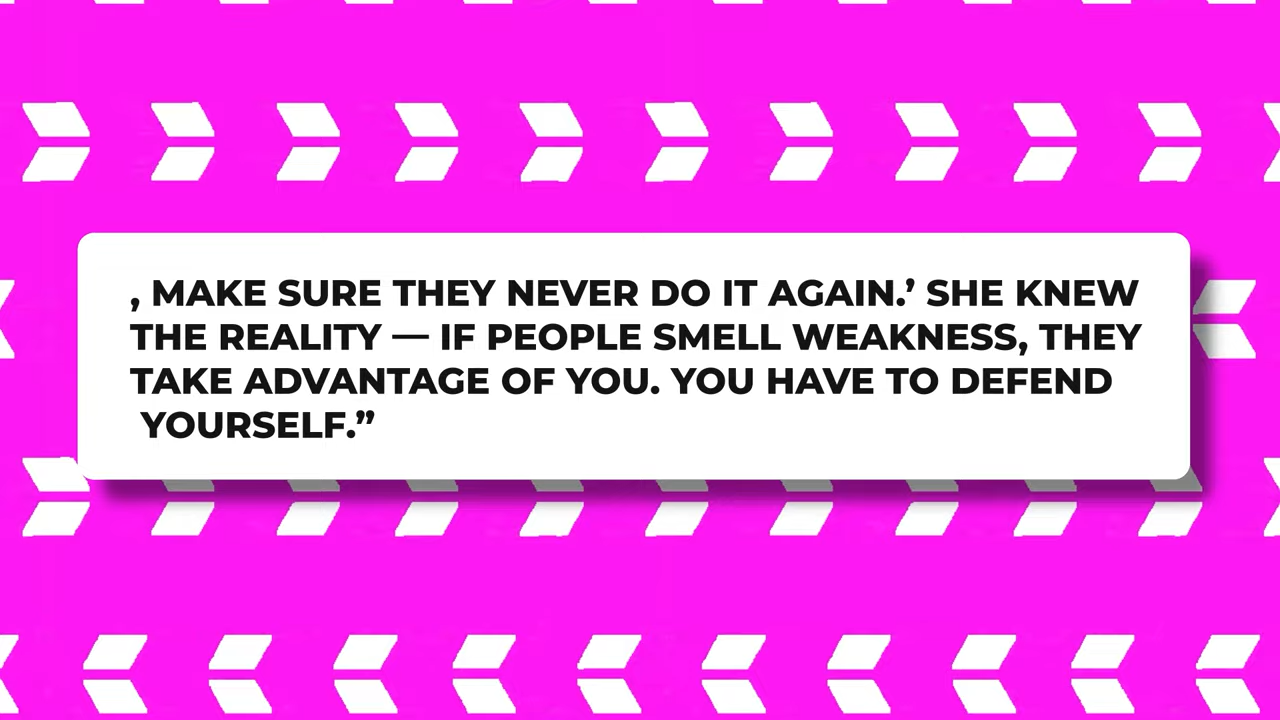 , MAKE SURE THEY NEVER DO IT AGAIN.’ SHE KNEW
THE REALITY — IF PEOPLE SMELL WEAKNESS, THEY
TAKE ADVANTAGE OF YOU. YOU HAVE TO DEFEND
YOURSELF.”